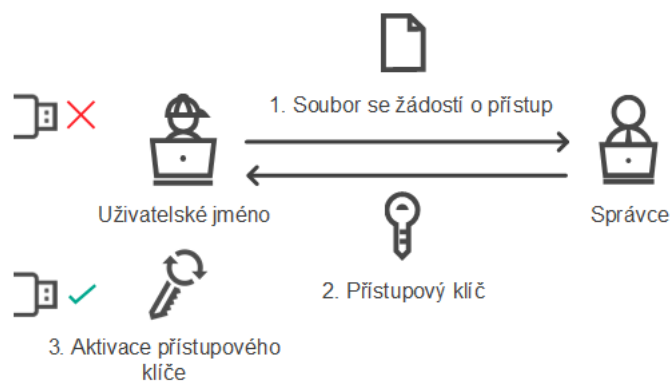 1. Soubor se žádostí o přístup
Uživatelské jméno
Správce
2. Přístupový klíč
3. Aktivace přístupového
klíče